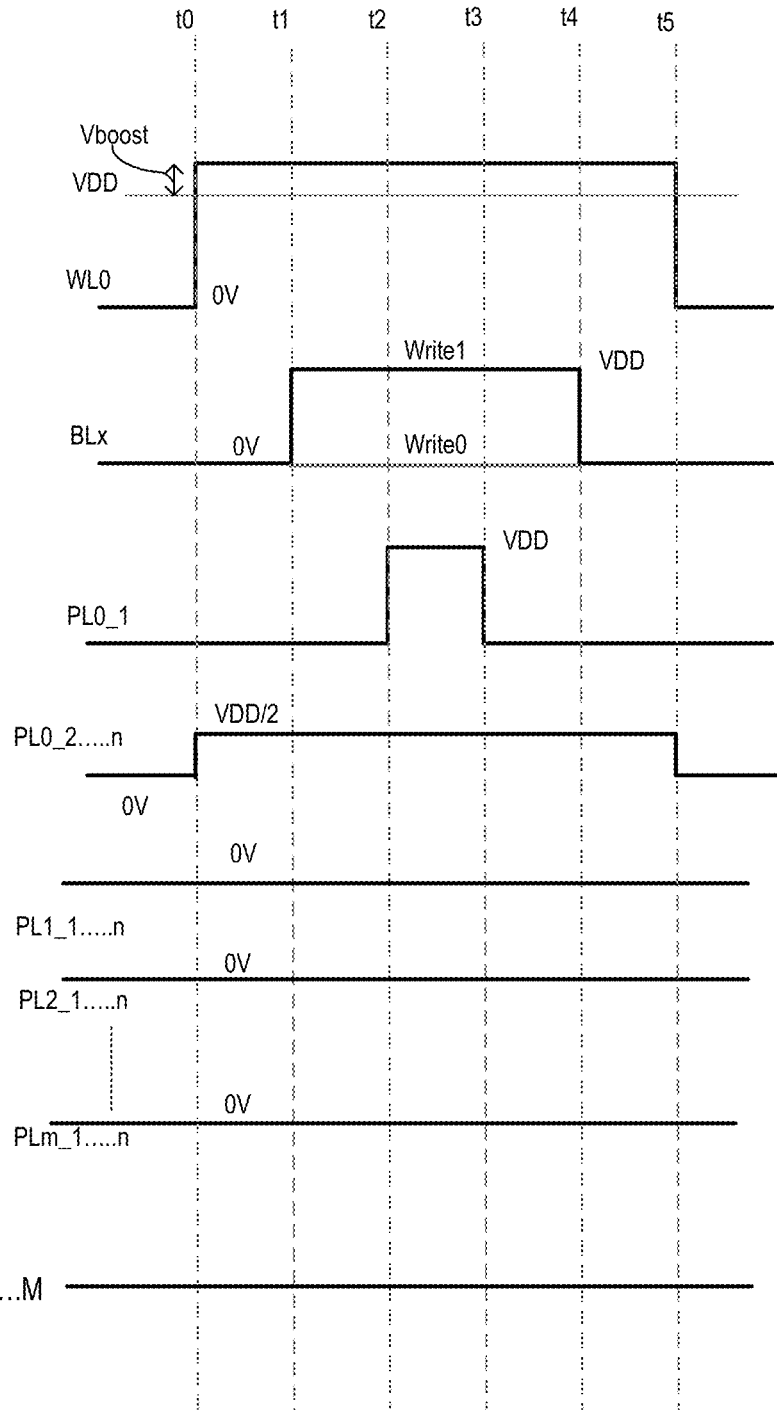 t0 t1 t2 t3 t4 t5
Vboost
VDD
WL0
0V
Write1
VDD
BLx
0V
Write0
VDD
PL0_1
VDD/2
PL0_2.....n
0V
0V
PL1_1.....n
0V
PL2_1.....n
0V
PLm_1.....n
...M